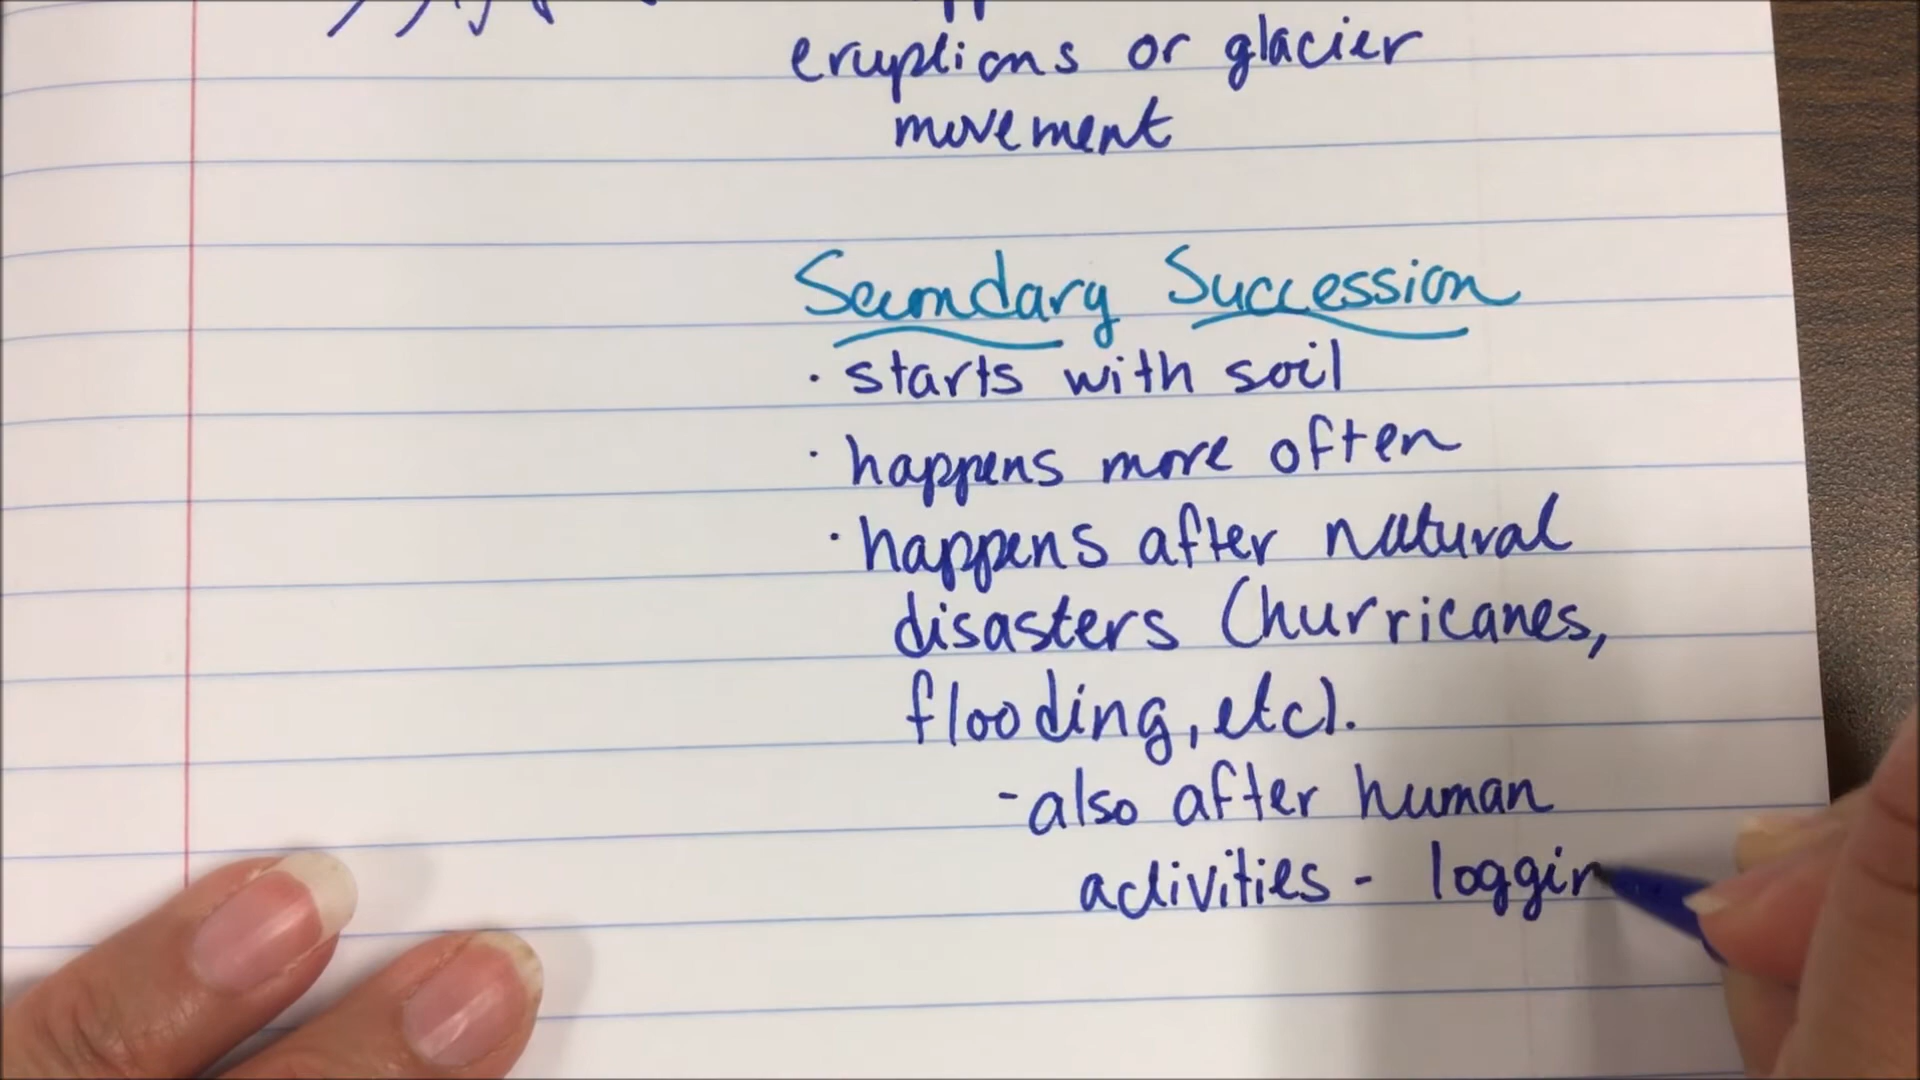 eruptions or glacier
movement
Secondary Succession
· starts with soil
· happens more often
· happens after natural
disasters (hurricanes,
flooding, etc).
- also after human
activities - loggin